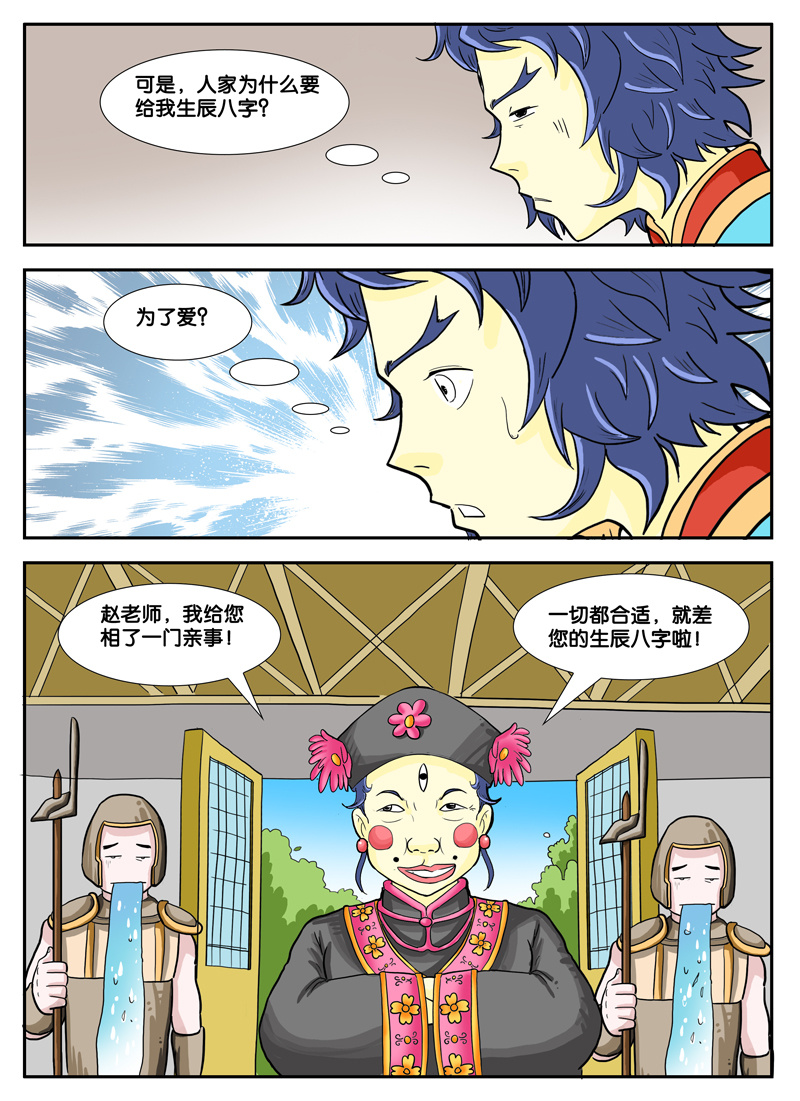 可是，人家为什么要
给我生辰八字？
为了爱？
赵老师，我给您
相了一门亲事！
一切都合适，就差
您的生辰八字啦！